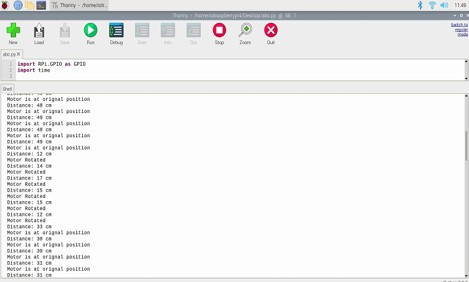 Thonny - /home/str...
11:49
Thonny - /home/raspberrypi4/Desktop/abc.py @ 16 : 1
New
Load
Save
Run
Debug
Over
Into
Out
Stop
Zoom
Quit
Switch to
regular
mode
abc.py ✕
1 import RPi.GPIO as GPIO
2 import time
3
Shell
Motor is at orignal position
Distance: 48 cm
Motor is at orignal position
Distance: 49 cm
Motor is at orignal position
Distance: 48 cm
Motor is at orignal position
Distance: 49 cm
Motor is at orignal position
Distance: 12 cm
Motor Rotated
Distance: 14 cm
Motor Rotated
Distance: 17 cm
Motor Rotated
Distance: 15 cm
Motor Rotated
Distance: 15 cm
Motor Rotated
Distance: 12 cm
Motor Rotated
Distance: 33 cm
Motor is at orignal position
Distance: 30 cm
Motor is at orignal position
Distance: 30 cm
Motor is at orignal position
Distance: 31 cm
Motor is at orignal position
Distance: 31 cm